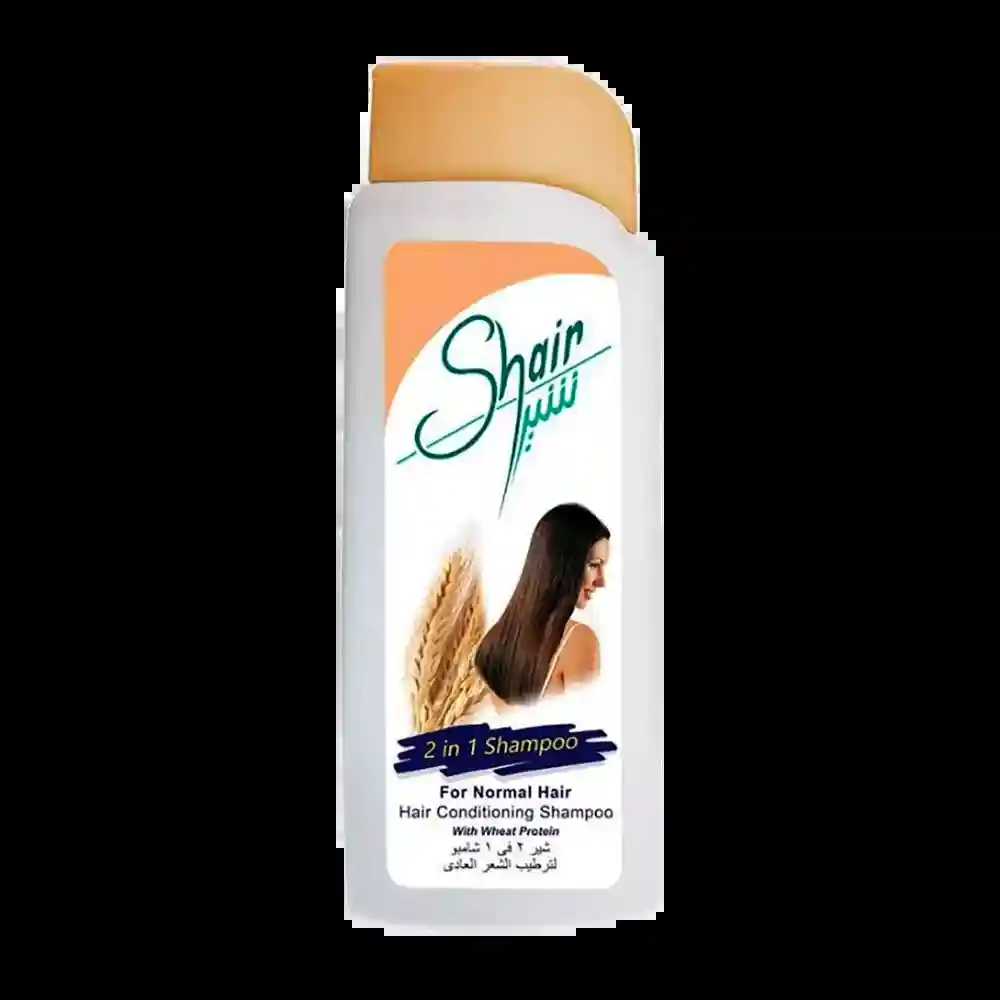 Shair
شير
2 in 1 Shampoo
For Normal Hair
Hair Conditioning Shampoo
With Wheat Protein
شير ٢ فى ١ شامبو
لترطيب الشعر العادى